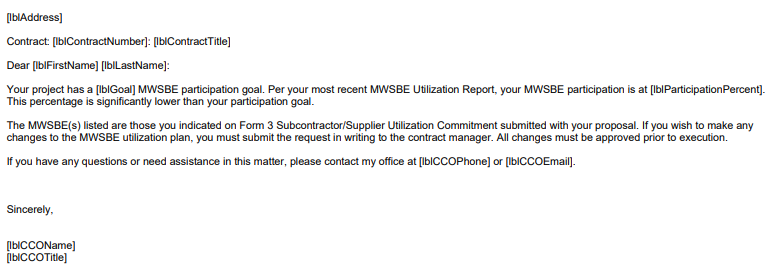 [lblAddress]
Contract: [lblContractNumber]: [lblContractTitle]
Dear [lblFirstName] [lblLastName]:
Your project has a [lblGoal] MWSBE participation goal. Per your most recent MWSBE Utilization Report, your MWSBE participation is at [lblParticipationPercent].
This percentage is significantly lower than your participation goal.
The MWSBE(s) listed are those you indicated on Form 3 Subcontractor/Supplier Utilization Commitment submitted with your proposal. If you wish to make any
changes to the MWSBE utilization plan, you must submit the request in writing to the contract manager. All changes must be approved prior to execution.
If you have any questions or need assistance in this matter, please contact my office at [lblCCOPhone] or [lblCCOEmail].
Sincerely,
[lblCCOName]
[lblCCOTitle]